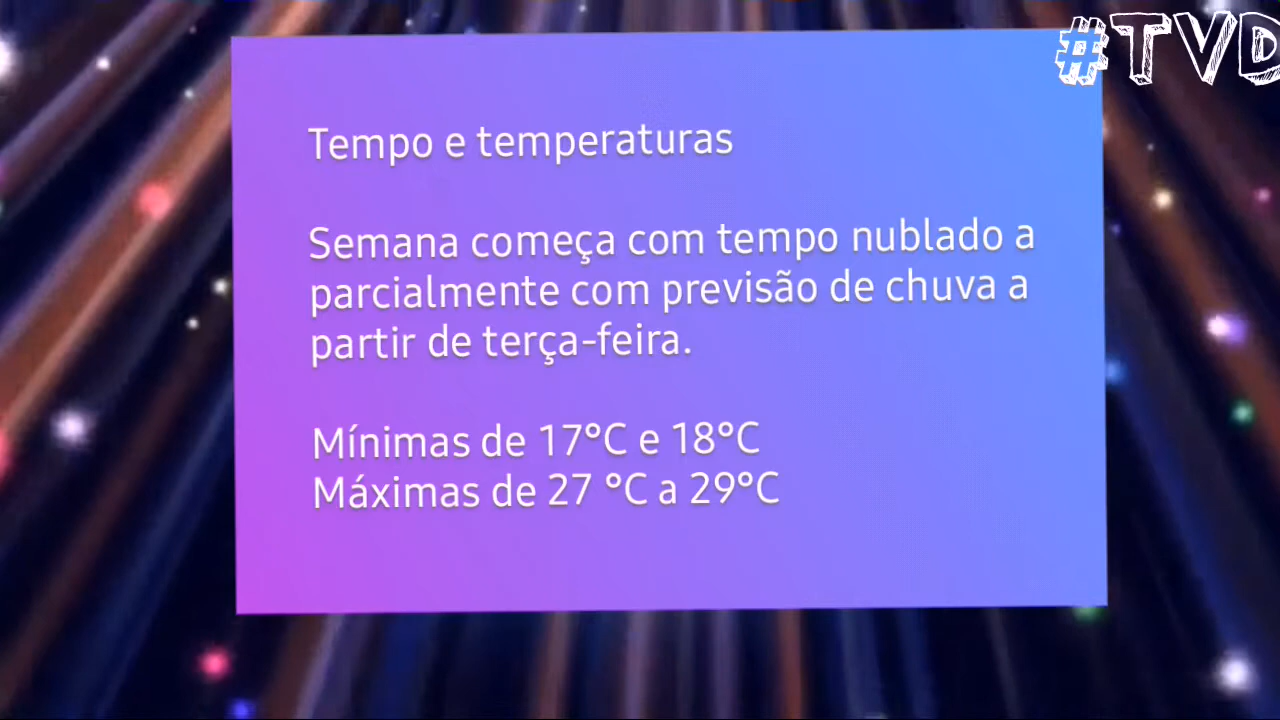 #TVD
Tempo e temperaturas
Semana começa com tempo nublado a
parcialmente com previsão de chuva a
partir de terça-feira.
Mínimas de 17°C e 18°C
Máximas de 27 °C a 29°C